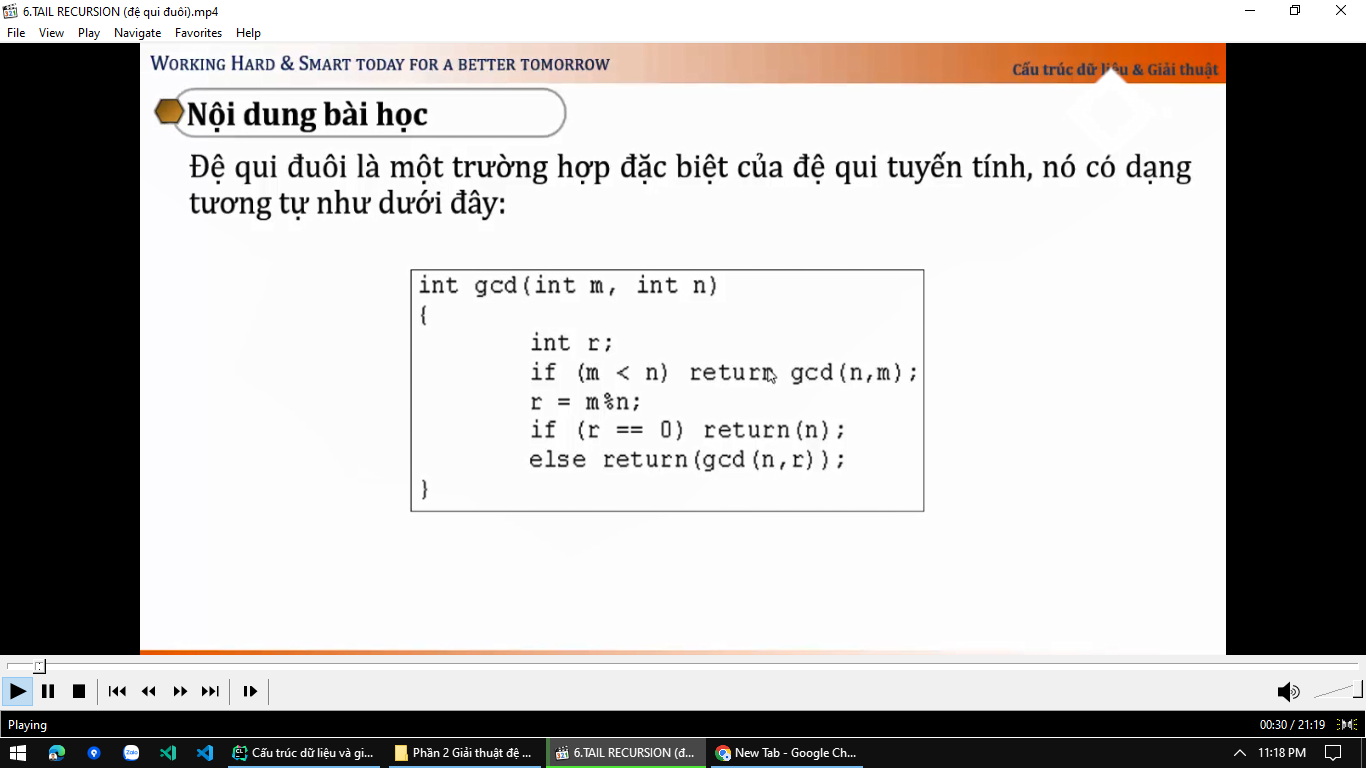 6.TAIL RECURSION (đệ qui đuôi).mp4
File View Play Navigate Favorites Help
WORKING HARD & SMART TODAY FOR A BETTER TOMORROW
Cấu trúc dữ liệu & Giải thuật
Nội dung bài học
Đệ qui đuôi là một trường hợp đặc biệt của đệ qui tuyến tính, nó có dạng
tương tự như dưới đây:
int gcd(int m, int n)
{
int r;
if (m < n) return gcd(n,m);
r = m%n;
if (r == 0) return(n);
else return(gcd(n,r));
}
Playing
00:30 / 21:19
Cấu trúc dữ liệu và gi...
Phần 2 Giải thuật đệ ...
6.TAIL RECURSION (đ...
New Tab - Google Ch...
11:18 PM